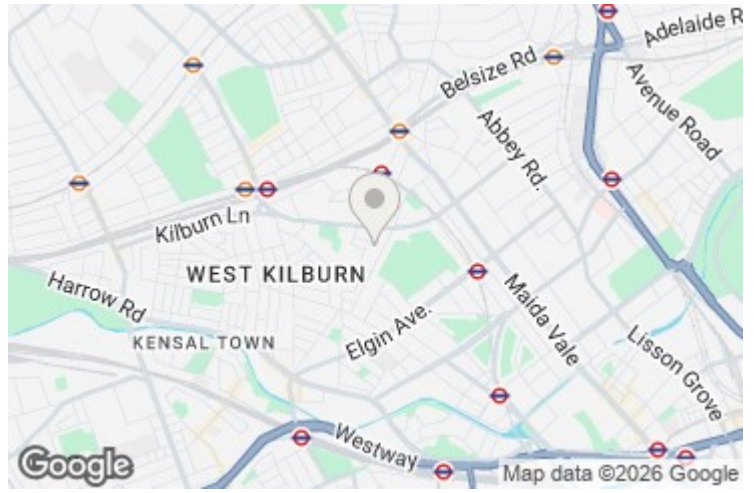 Adelaide R
Belsize Rd
Avenue Road
Abbey Rd.
Kilburn Ln
WEST KILBURN
Harrow Rd
Elgin Ave.
Maida Vale
KENSAL TOWN
Lisson Grove
Westway
Google
Map data ©2026 Google